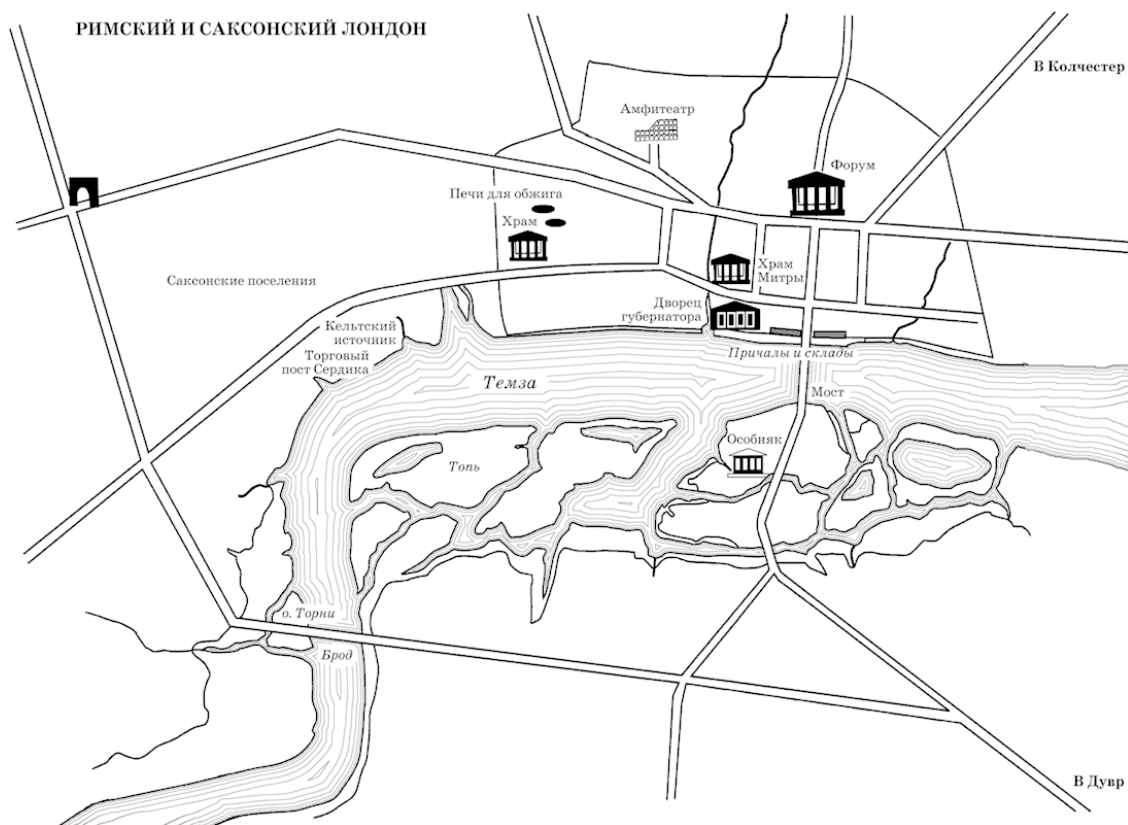 РИМСКИЙ И САКСОНСКИЙ ЛОНДОН
В Колчестер
Амфитеатр
Форум
Печи для обжига
Храм
Храм
Митры
Саксонские поселения
Дворец
губернатора
Кельтский
источник
Торговый
пост Сердика
Причалы и склады
Темза
Мост
Особняк
Топь
о. Торни
Брод
В Дувр